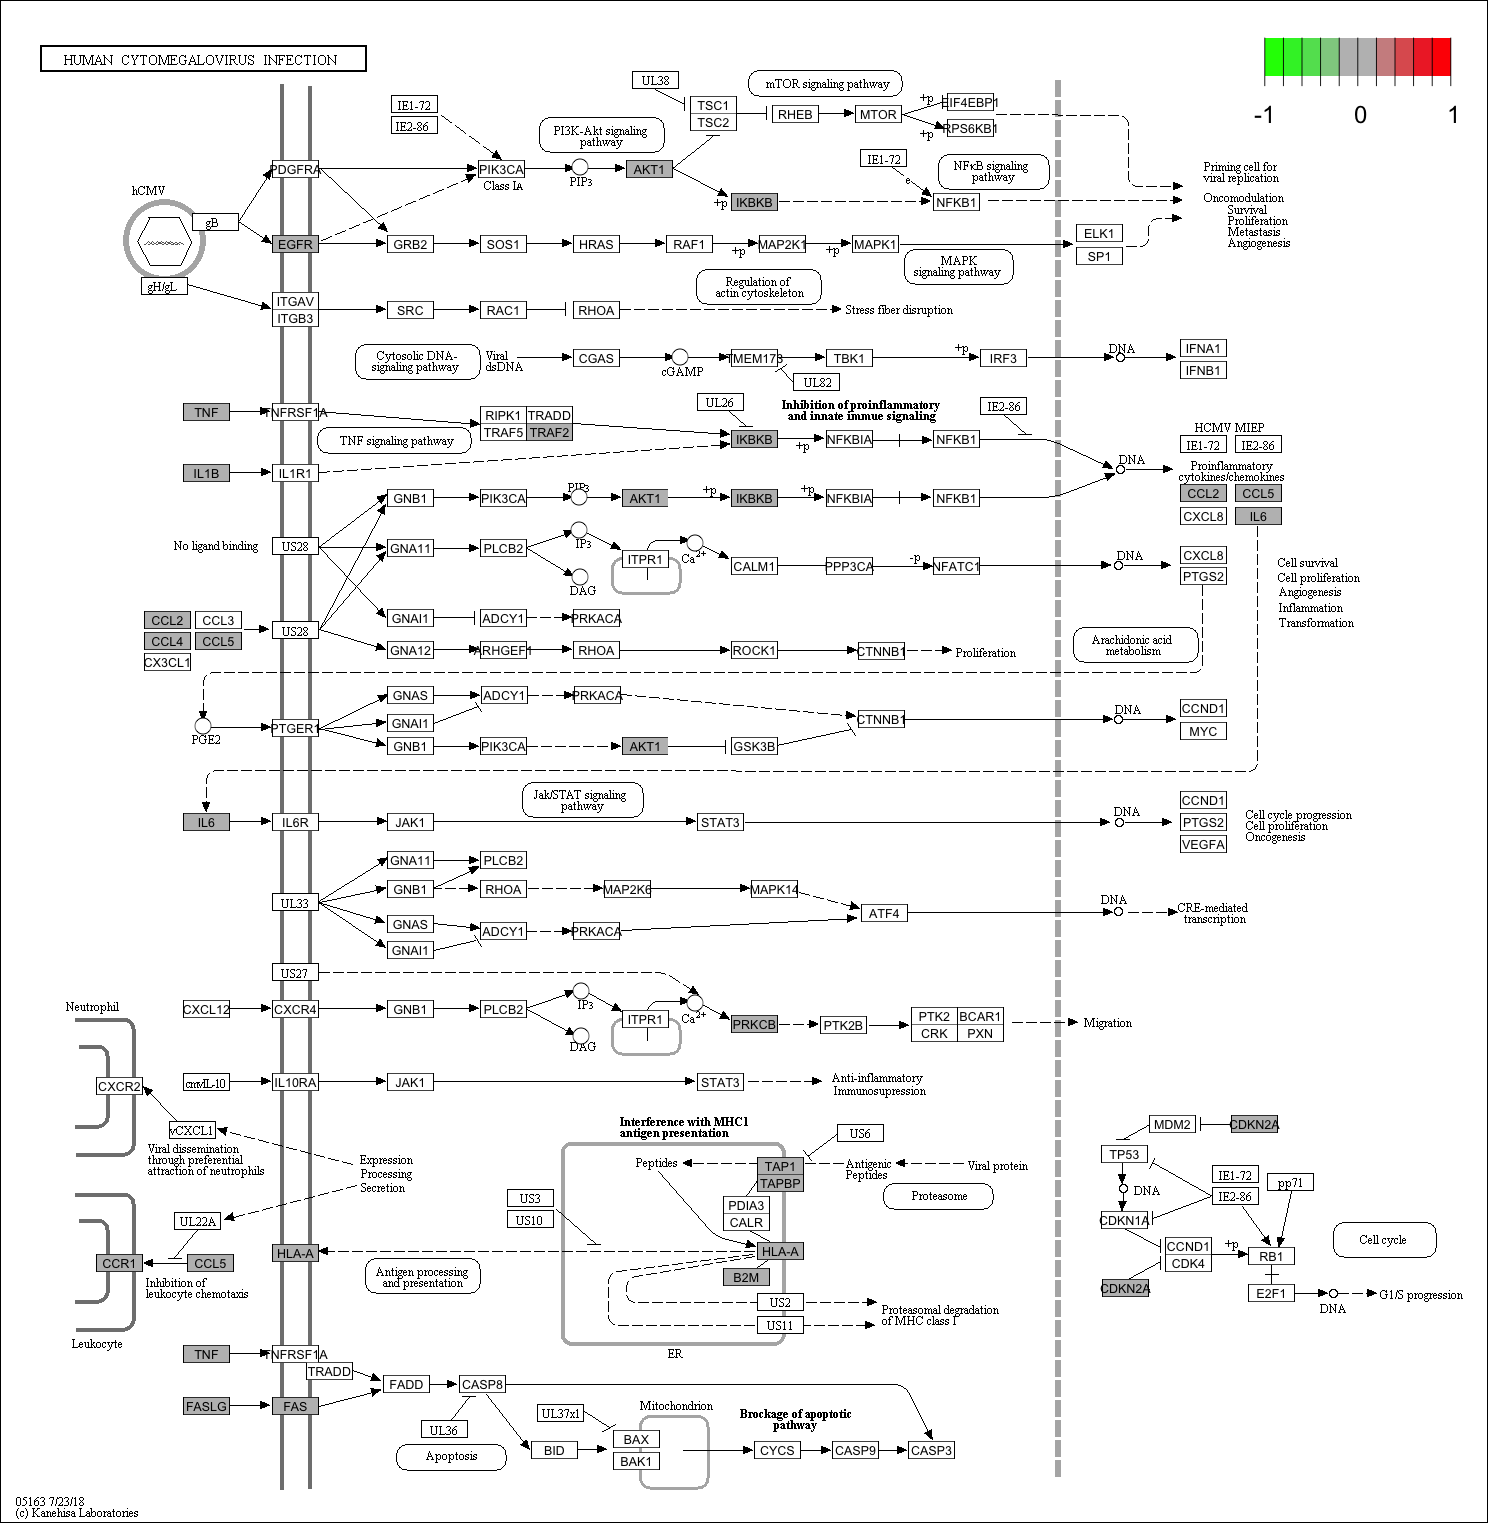 HUMAN CYTOMEGALOVIRUS INFECTION
-1 0 1
UL38
mTOR signaling pathway
IE1-72
IE2-86
PI3K-Akt signaling
pathway
TSC1
TSC2
RHEB
MTOR
+p
EIF4EBP1
+p
RPS6KB1
PDGFRA
PIK3CA
Class IA
PIP3
AKT1
IE1-72
NFκB signaling
pathway
Priming cell for
viral replication
hCMV
gB
+p
IKBKB
e
NFKB1
Oncomodulation
Survival
Proliferation
Metastasis
Angiogenesis
EGFR
GRB2
SOS1
HRAS
RAF1
+p
MAP2K1
+p
MAPK1
ELK1
SP1
MAPK
signaling pathway
gH/gL
Regulation of
actin cytoskeleton
ITGAV
ITGB3
SRC
RAC1
RHOA
Stress fiber disruption
Cytosolic DNA-
signaling pathway
Viral
dsDNA
CGAS
cGAMP
TMEM173
TBK1
+p
IRF3
DNA
IFNA1
IFNB1
UL82
TNF
TNFRSF1A
RIPK1
TRADD
TRAF5
TRAF2
UL26
Inhibition of proinflammatory
and innate immue signaling
IE2-86
TNF signaling pathway
IKBKB
+p
NFKBIA
NFKB1
HCMV MIEP
IE1-72
IE2-86
IL1B
IL1R1
DNA
Proinflammatory
cytokines/chemokines
GNB1
PIK3CA
PIP3
AKT1
+p
IKBKB
+p
NFKBIA
NFKB1
CCL2
CCL5
CXCL8
IL6
No ligand binding
US28
GNA11
PLCB2
IP3
DAG
ITPR1
Ca2+
CALM1
PPP3CA
-p
NFATC1
DNA
CXCL8
PTGS2
Cell survival
Cell proliferation
Angiogenesis
Inflammation
Transformation
CCL2
CCL3
CCL4
CCL5
CX3CL1
US28
GNAI1
ADCY1
PRKACA
GNA12
ARHGEF1
RHOA
ROCK1
CTNNB1
Proliferation
Arachidonic acid
metabolism
PGE2
PTGER1
GNAS
ADCY1
PRKACA
GNAI1
CTNNB1
DNA
CCND1
MYC
GNB1
PIK3CA
AKT1
GSK3B
Jak/STAT signaling
pathway
IL6
IL6R
JAK1
STAT3
DNA
CCND1
PTGS2
VEGFA
Cell cycle progression
Cell proliferation
Oncogenesis
UL33
GNA11
PLCB2
GNB1
RHOA
MAP2K6
MAPK14
GNAS
GNAI1
ADCY1
PRKACA
ATF4
DNA
CRE-mediated
transcription
US27
Neutrophil
CXCL12
CXCR4
GNB1
PLCB2
IP3
DAG
ITPR1
Ca2+
PRKCB
PTK2B
PTK2
BCAR1
CRK
PXN
Migration
CXCR2
cmvIL-10
IL10RA
JAK1
STAT3
Anti-inflammatory
Immunosupression
vCXCL1
Viral dissemination
through preferential
attraction of neutrophils
Expression
Processing
Secretion
Interference with MHC1
antigen presentation
US6
Peptides
TAP1
TAPBP
Antigenic
Peptides
Viral protein
Proteasome
MDM2
CDKN2A
TP53
DNA
IE1-72
IE2-86
pp71
CDKN1A
UL22A
US3
US10
PDIA3
CALR
CCR1
CCL5
HLA-A
HLA-A
B2M
CCND1
CDK4
+p
RB1
Cell cycle
CDKN2A
E2F1
DNA
G1/S progression
Inhibition of
leukocyte chemotaxis
Antigen processing
and presentation
US2
US11
Proteasomal degradation
of MHC class I
Leukocyte
ER
TNF
TNFRSF1A
TRADD
FADD
CASP8
FASLG
FAS
UL36
UL37x1
Mitochondrion
Brockage of apoptotic
pathway
Apoptosis
BID
BAX
BAK1
CYCS
CASP9
CASP3
05163 7/23/18
(c) Kanehisa Laboratories